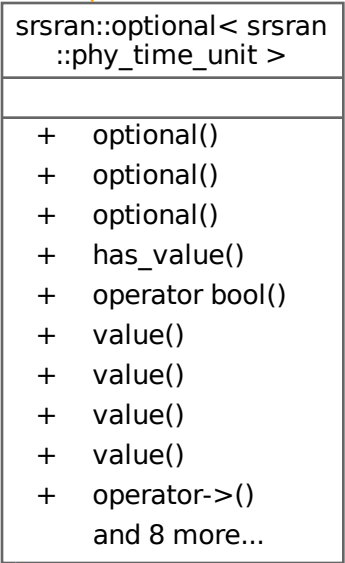 srsran::optional< srsran
::phy_time_unit >
+ optional()
+ optional()
+ optional()
+ has_value()
+ operator bool()
+ value()
+ value()
+ value()
+ value()
+ operator->()
and 8 more...